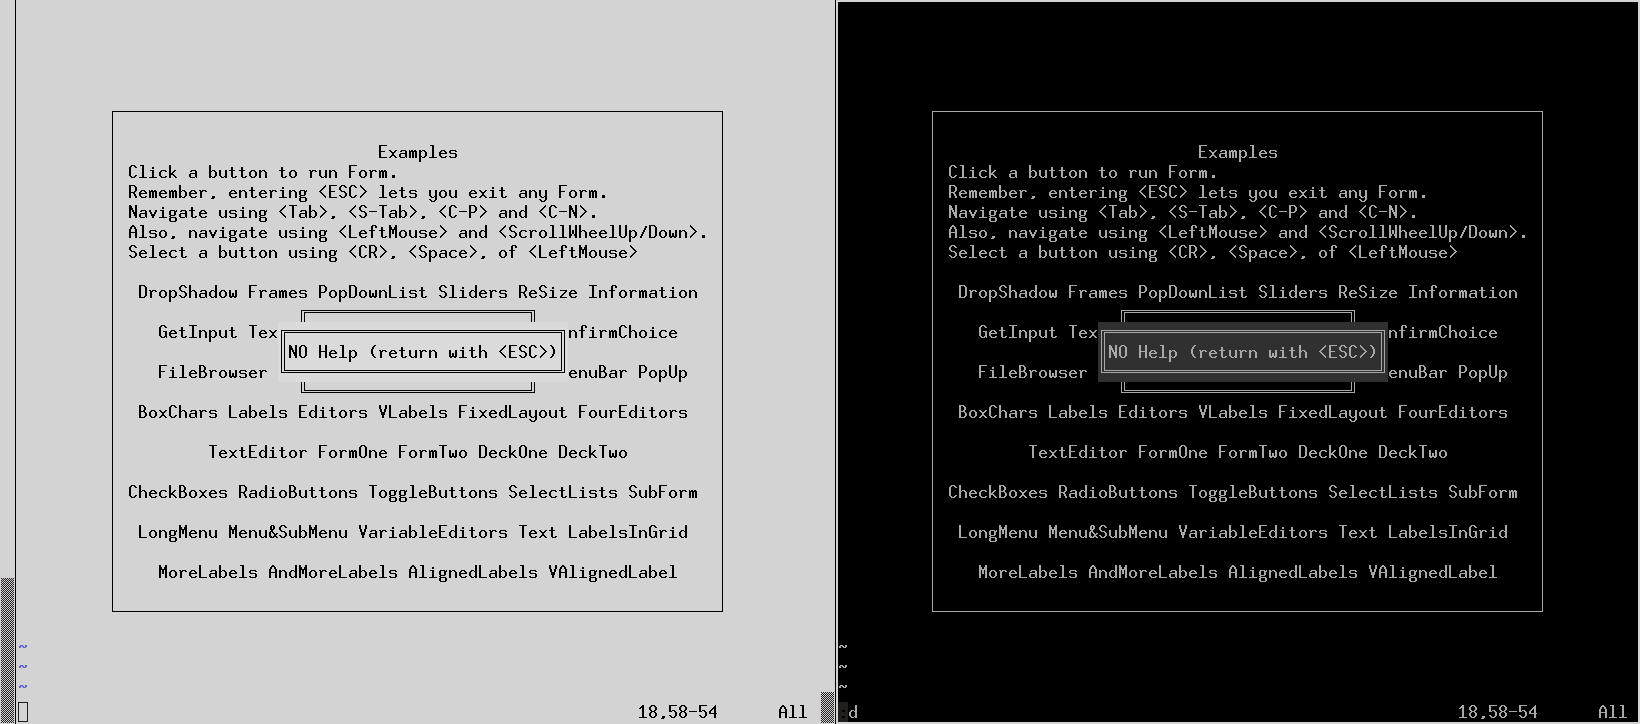 Examples
Click a button to run Form.
Remember, entering <ESC> lets you exit any Form.
Navigate using <Tab>, <S-Tab>, <C-P> and <C-N>.
Also, navigate using <LeftMouse> and <ScrollWheelUp/Down>.
Select a button using <CR>, <Space>, of <LeftMouse>
DropShadow Frames PopDownList Sliders ReSize Information
GetInput Tex nfirmChoice
NO Help (return with <ESC>)
FileBrowser enuBar PopUp
BoxChars Labels Editors VLabels FixedLayout FourEditors
TextEditor FormOne FormTwo DeckOne DeckTwo
CheckBoxes RadioButtons ToggleButtons SelectLists SubForm
LongMenu Menu&SubMenu VariableEditors Text LabelsInGrid
MoreLabels AndMoreLabels AlignedLabels VAlignedLabel
~
~
~
18,58-54 All
Examples
Click a button to run Form.
Remember, entering <ESC> lets you exit any Form.
Navigate using <Tab>, <S-Tab>, <C-P> and <C-N>.
Also, navigate using <LeftMouse> and <ScrollWheelUp/Down>.
Select a button using <CR>, <Space>, of <LeftMouse>
DropShadow Frames PopDownList Sliders ReSize Information
GetInput Tex nfirmChoice
NO Help (return with <ESC>)
FileBrowser enuBar PopUp
BoxChars Labels Editors VLabels FixedLayout FourEditors
TextEditor FormOne FormTwo DeckOne DeckTwo
CheckBoxes RadioButtons ToggleButtons SelectLists SubForm
LongMenu Menu&SubMenu VariableEditors Text LabelsInGrid
MoreLabels AndMoreLabels AlignedLabels VAlignedLabel
~
~
~
:d 18,58-54 All